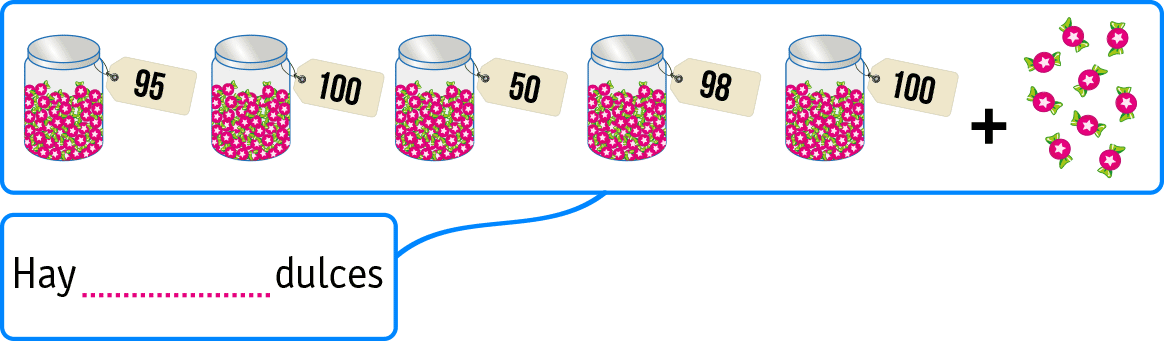 95 100 50 98 100 +
Hay ........................ dulces